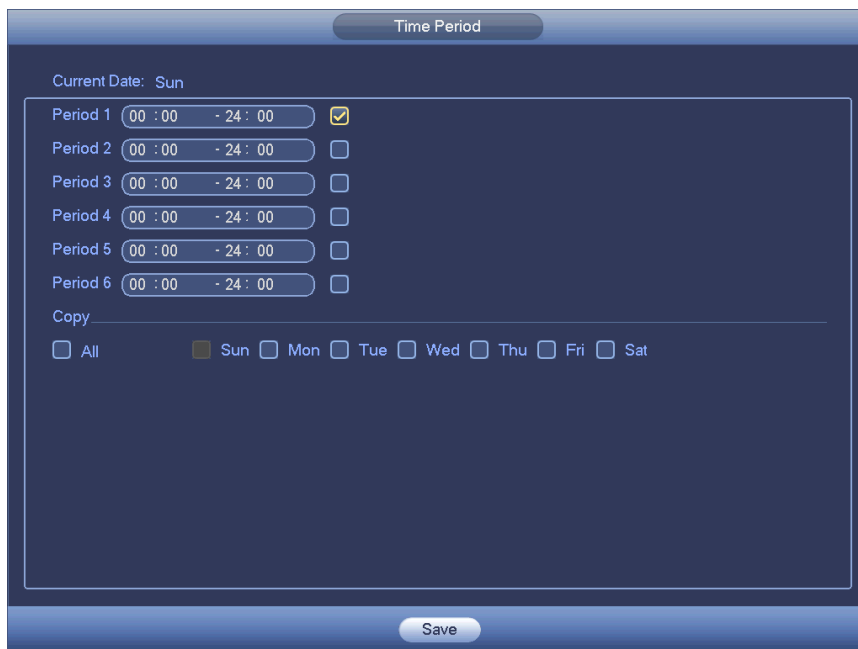 Time Period
Current Date: Sun
Period 1 00 :00 - 24 : 00
Period 2 00 :00 - 24 : 00
Period 3 00 :00 - 24 : 00
Period 4 00 :00 - 24 : 00
Period 5 00 :00 - 24 : 00
Period 6 00 :00 - 24 : 00
Copy
All Sun Mon Tue Wed Thu Fri Sat
Save